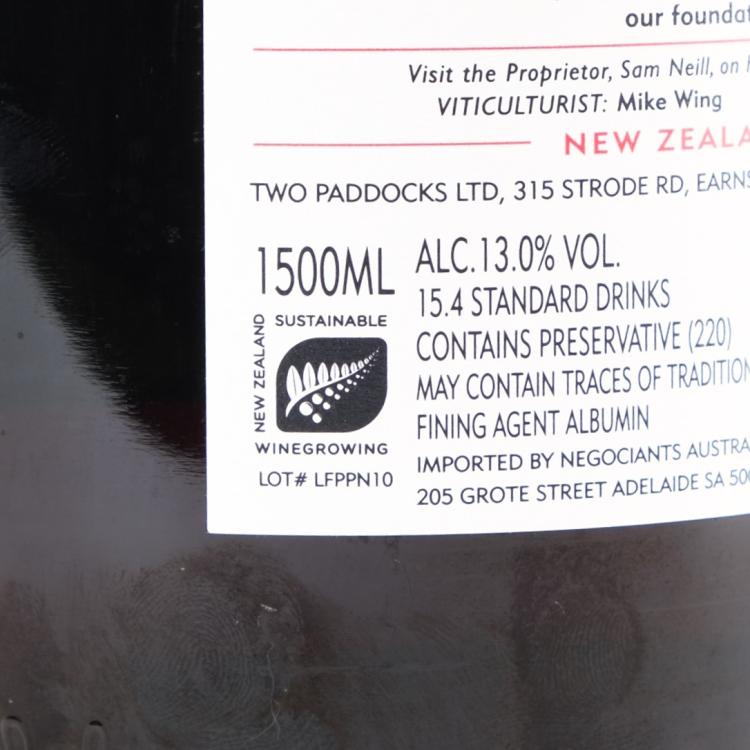 our foundat
Visit the Proprietor, Sam Neill, on
VITICULTURIST: Mike Wing
NEW ZEALA
TWO PADDOCKS LTD, 315 STRODE RD, EARNS
1500ML
SUSTAINABLE
NEW ZEALAND
WINEGROWING
LOT# LFPPN10
ALC.13.0% VOL.
15.4 STANDARD DRINKS
CONTAINS PRESERVATIVE (220)
MAY CONTAIN TRACES OF TRADITION
FINING AGENT ALBUMIN
IMPORTED BY NEGOCIANTS AUSTRA
205 GROTE STREET ADELAIDE SA 500